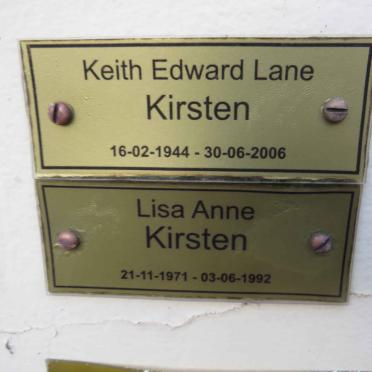 Keith Edward Lane
Kirsten
16-02-1944 - 30-06-2006
Lisa Anne
Kirsten
21-11-1971 - 03-06-1992